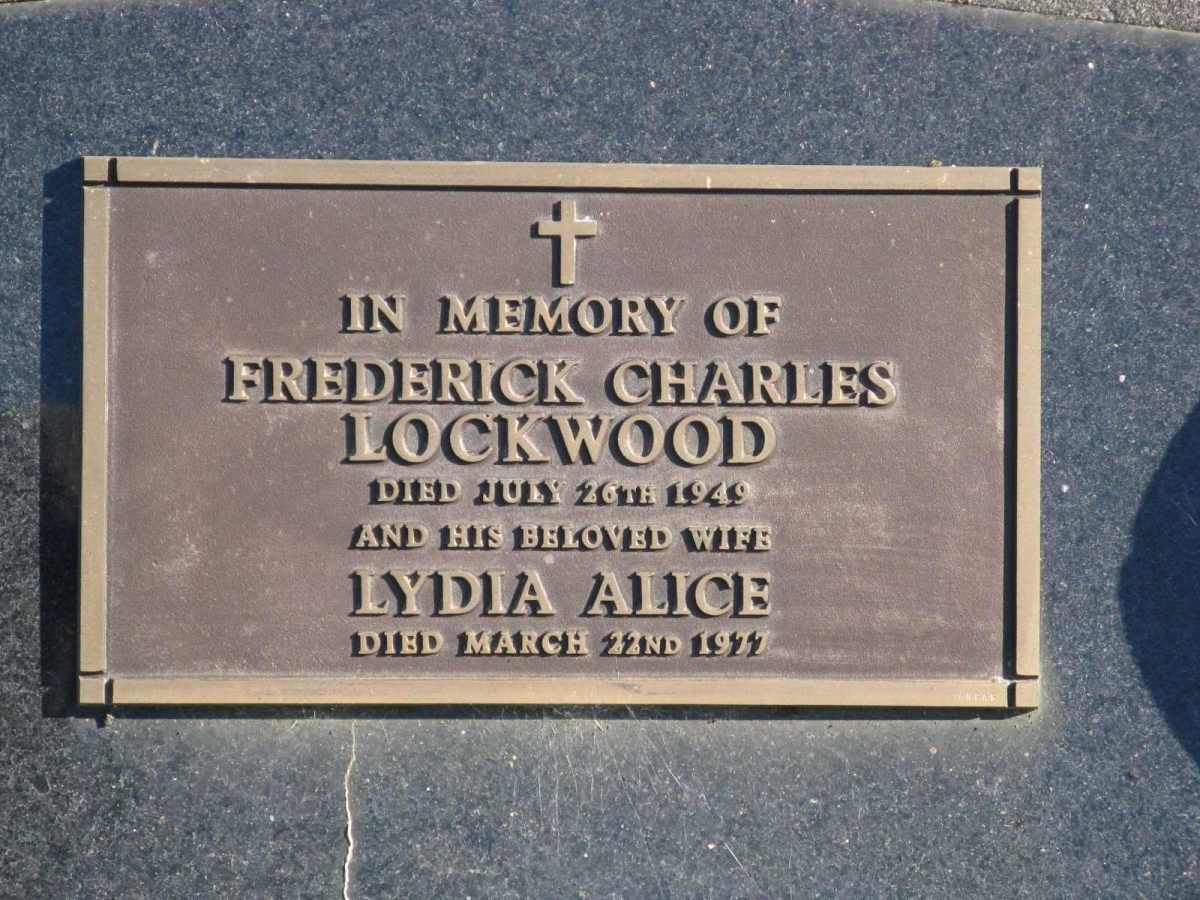 IN MEMORY OF
FREDERICK CHARLES
LOCKWOOD
DIED JULY 26TH 1949
AND HIS BELOVED WIFE
LYDIA ALICE
DIED MARCH 22ND 1977